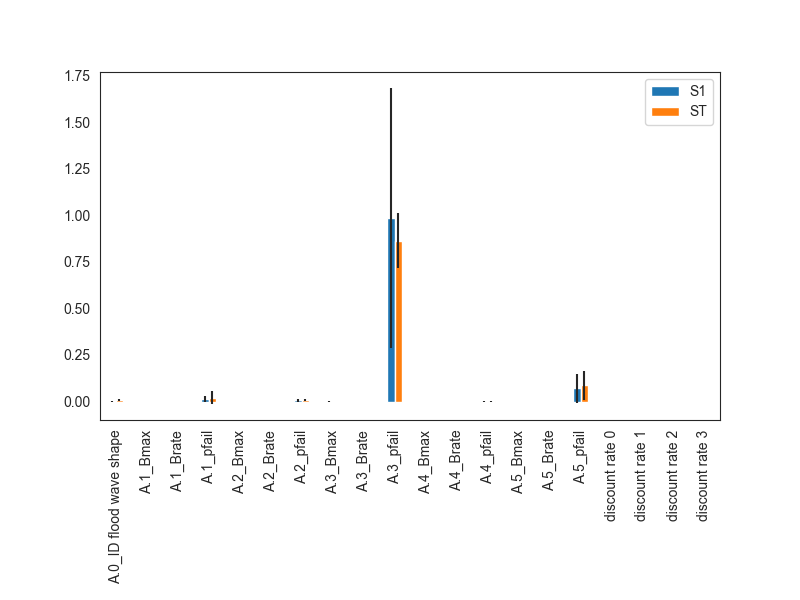 1.75
1.50
1.25
1.00
0.75
0.50
0.25
0.00
S1
ST
A.0_ID flood wave shape
A.1_Bmax
A.1_Brate
A.1_pfail
A.2_Bmax
A.2_Brate
A.2_pfail
A.3_Bmax
A.3_Brate
A.3_pfail
A.4_Bmax
A.4_Brate
A.4_pfail
A.5_Bmax
A.5_Brate
A.5_pfail
discount rate 0
discount rate 1
discount rate 2
discount rate 3